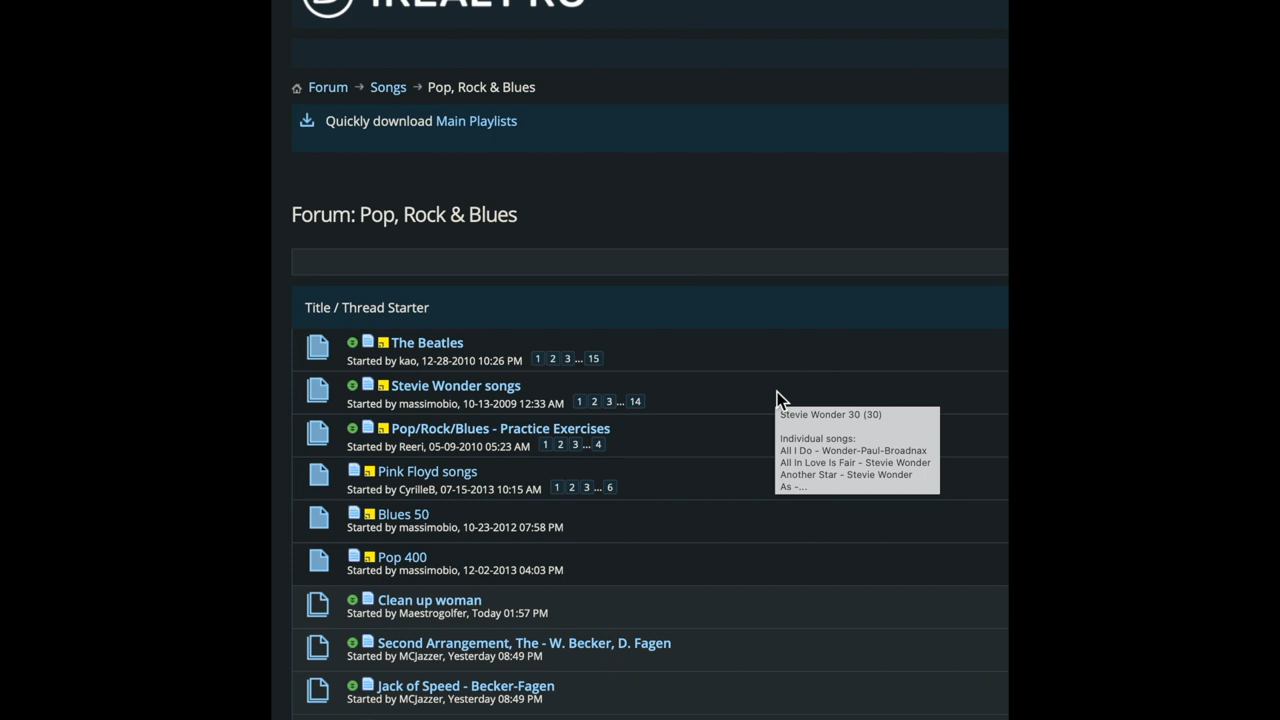 iREAL PRO
Forum → Songs → Pop, Rock & Blues
Quickly download Main Playlists
Forum: Pop, Rock & Blues
Title / Thread Starter
The Beatles
Started by kao, 12-28-2010 10:26 PM 1 2 3 ... 15
Stevie Wonder songs
Started by massimobio, 10-13-2009 12:33 AM 1 2 3 ... 14
Pop/Rock/Blues - Practice Exercises
Started by Reeri, 05-09-2010 05:23 AM 1 2 3 ... 4
Pink Floyd songs
Started by CyrilleB, 07-15-2013 10:15 AM 1 2 3 ... 6
Blues 50
Started by massimobio, 10-23-2012 07:58 PM
Pop 400
Started by massimobio, 12-02-2013 04:03 PM
Clean up woman
Started by Maestrogolfer, Today 01:57 PM
Second Arrangement, The - W. Becker, D. Fagen
Started by MCJazzer, Yesterday 08:49 PM
Jack of Speed - Becker-Fagen
Started by MCJazzer, Yesterday 08:49 PM
Stevie Wonder 30 (30)
Individual songs:
All I Do - Wonder-Paul-Broadnax
All In Love Is Fair - Stevie Wonder
Another Star - Stevie Wonder
As -...